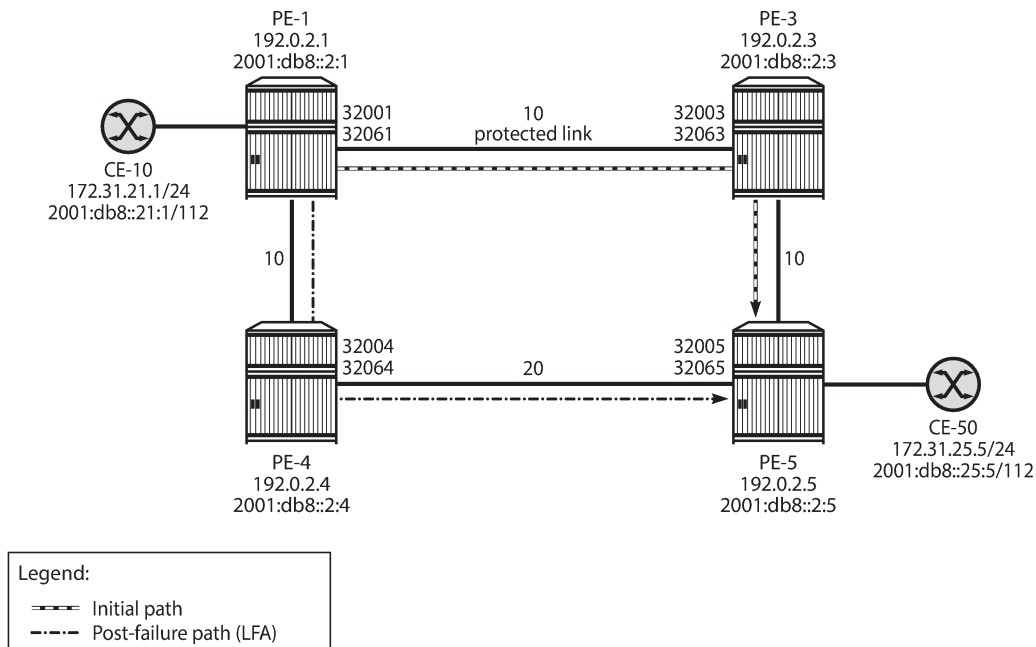 PE-1
192.0.2.1
2001:db8::2:1
PE-3
192.0.2.3
2001:db8::2:3
32001
32061
10
protected link
32003
32063
CE-10
172.31.21.1/24
2001:db8::21:1/112
10
10
32004
32064
20
32005
32065
PE-4
192.0.2.4
2001:db8::2:4
PE-5
192.0.2.5
2001:db8::2:5
CE-50
172.31.25.5/24
2001:db8::25:5/112
Legend:
Initial path
Post-failure path (LFA)